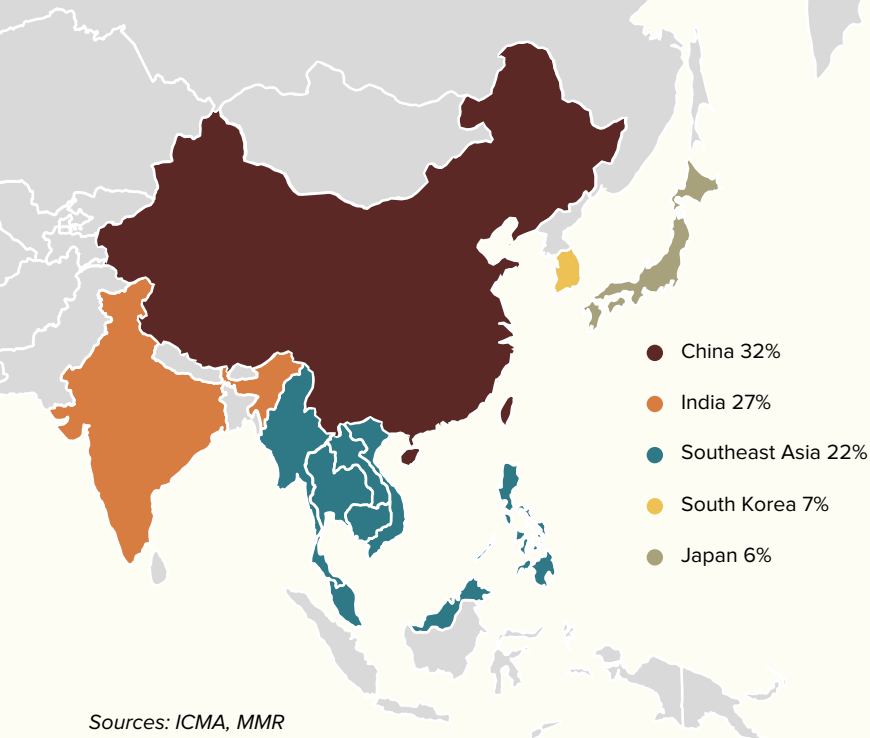 China 32%
India 27%
Southeast Asia 22%
South Korea 7%
Japan 6%
Sources: ICMA, MMR